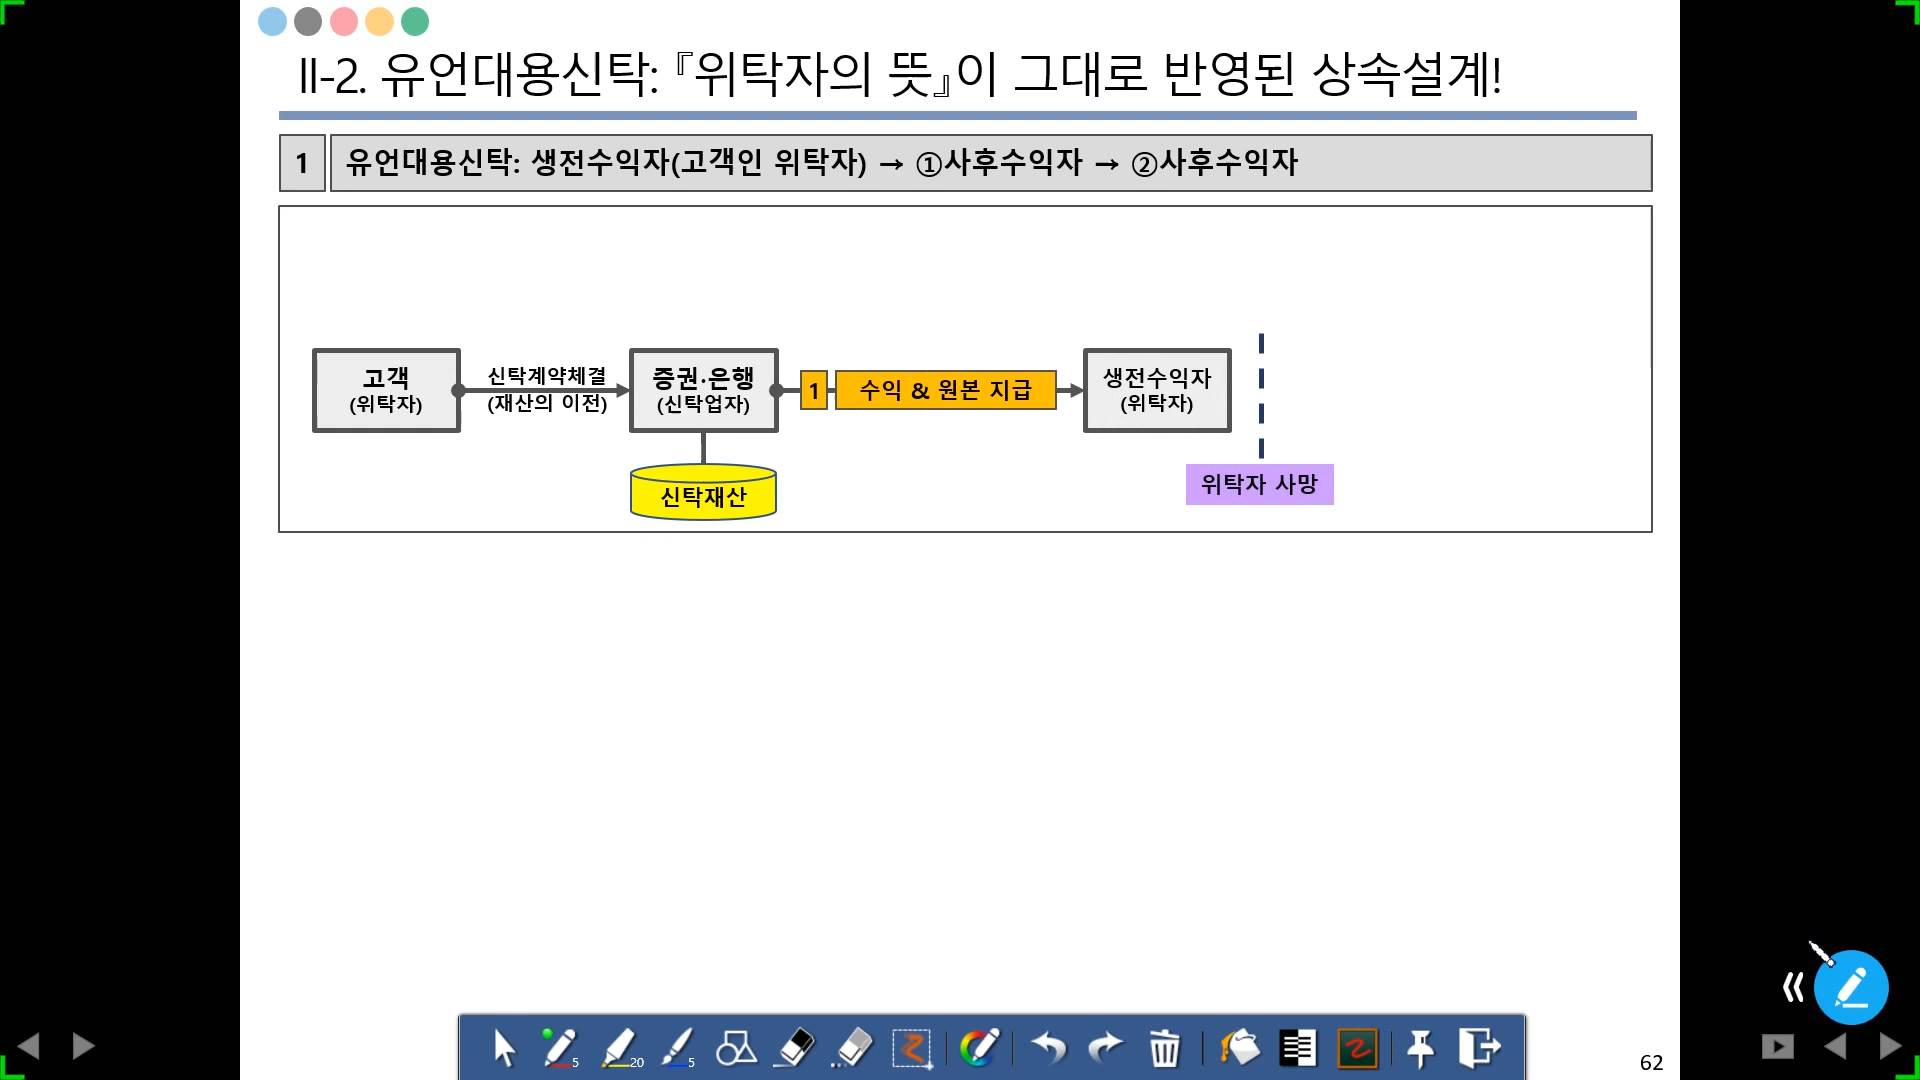 II-2. 유언대용신탁: 『위탁자의 뜻』이 그대로 반영된 상속설계!
1 유언대용신탁: 생전수익자(고객인 위탁자) → ①사후수익자 → ②사후수익자
고객
(위탁자)
신탁계약체결
(재산의 이전)
증권·은행
(신탁업자)
1 수익 & 원본 지급
생전수익자
(위탁자)
신탁재산
위탁자 사망
5
20
5
62